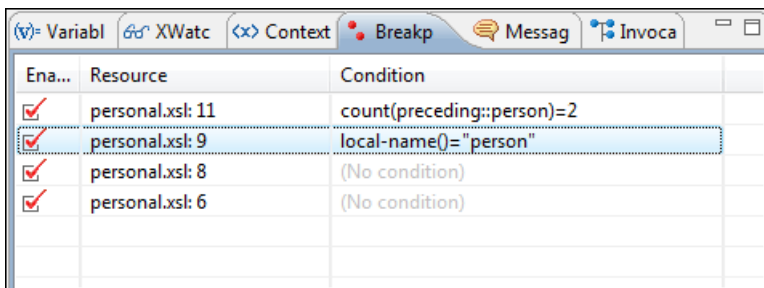 (v)= Variabl XWatc <x> Context Breakp Messag Invoca
Ena... Resource Condition
personal.xsl: 11 count(preceding::person)=2
personal.xsl: 9 local-name()="person"
personal.xsl: 8 (No condition)
personal.xsl: 6 (No condition)